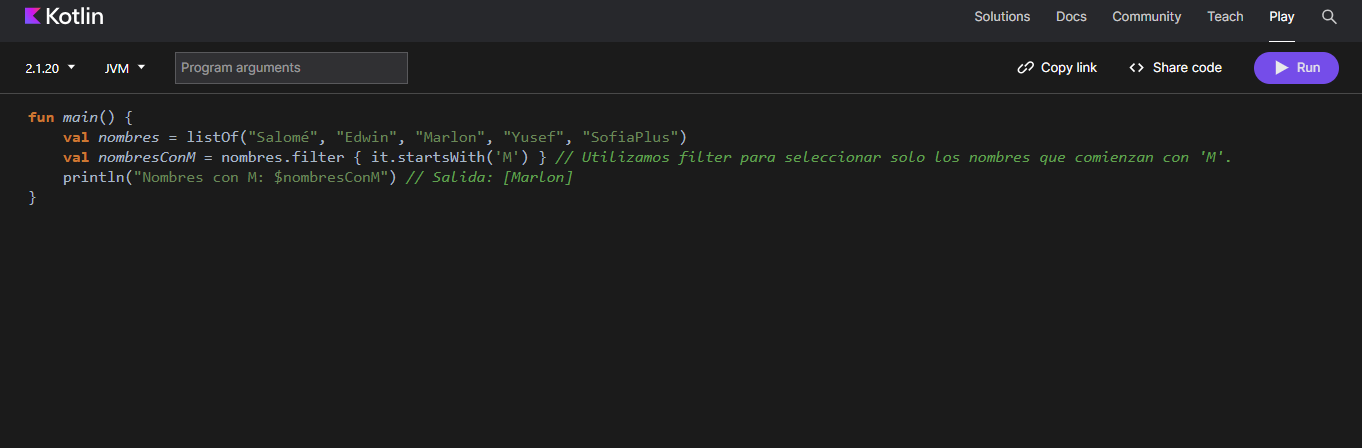 Kotlin
Solutions Docs Community Teach Play
2.1.20 JVM Program arguments Copy link Share code Run
fun main() {
    val nombres = listOf("Salomé", "Edwin", "Marlon", "Yusef", "SofiaPlus")
    val nombresConM = nombres.filter { it.startsWith('M') } // Utilizamos filter para seleccionar solo los nombres que comienzan con 'M'.
    println("Nombres con M: $nombresConM") // Salida: [Marlon]
}